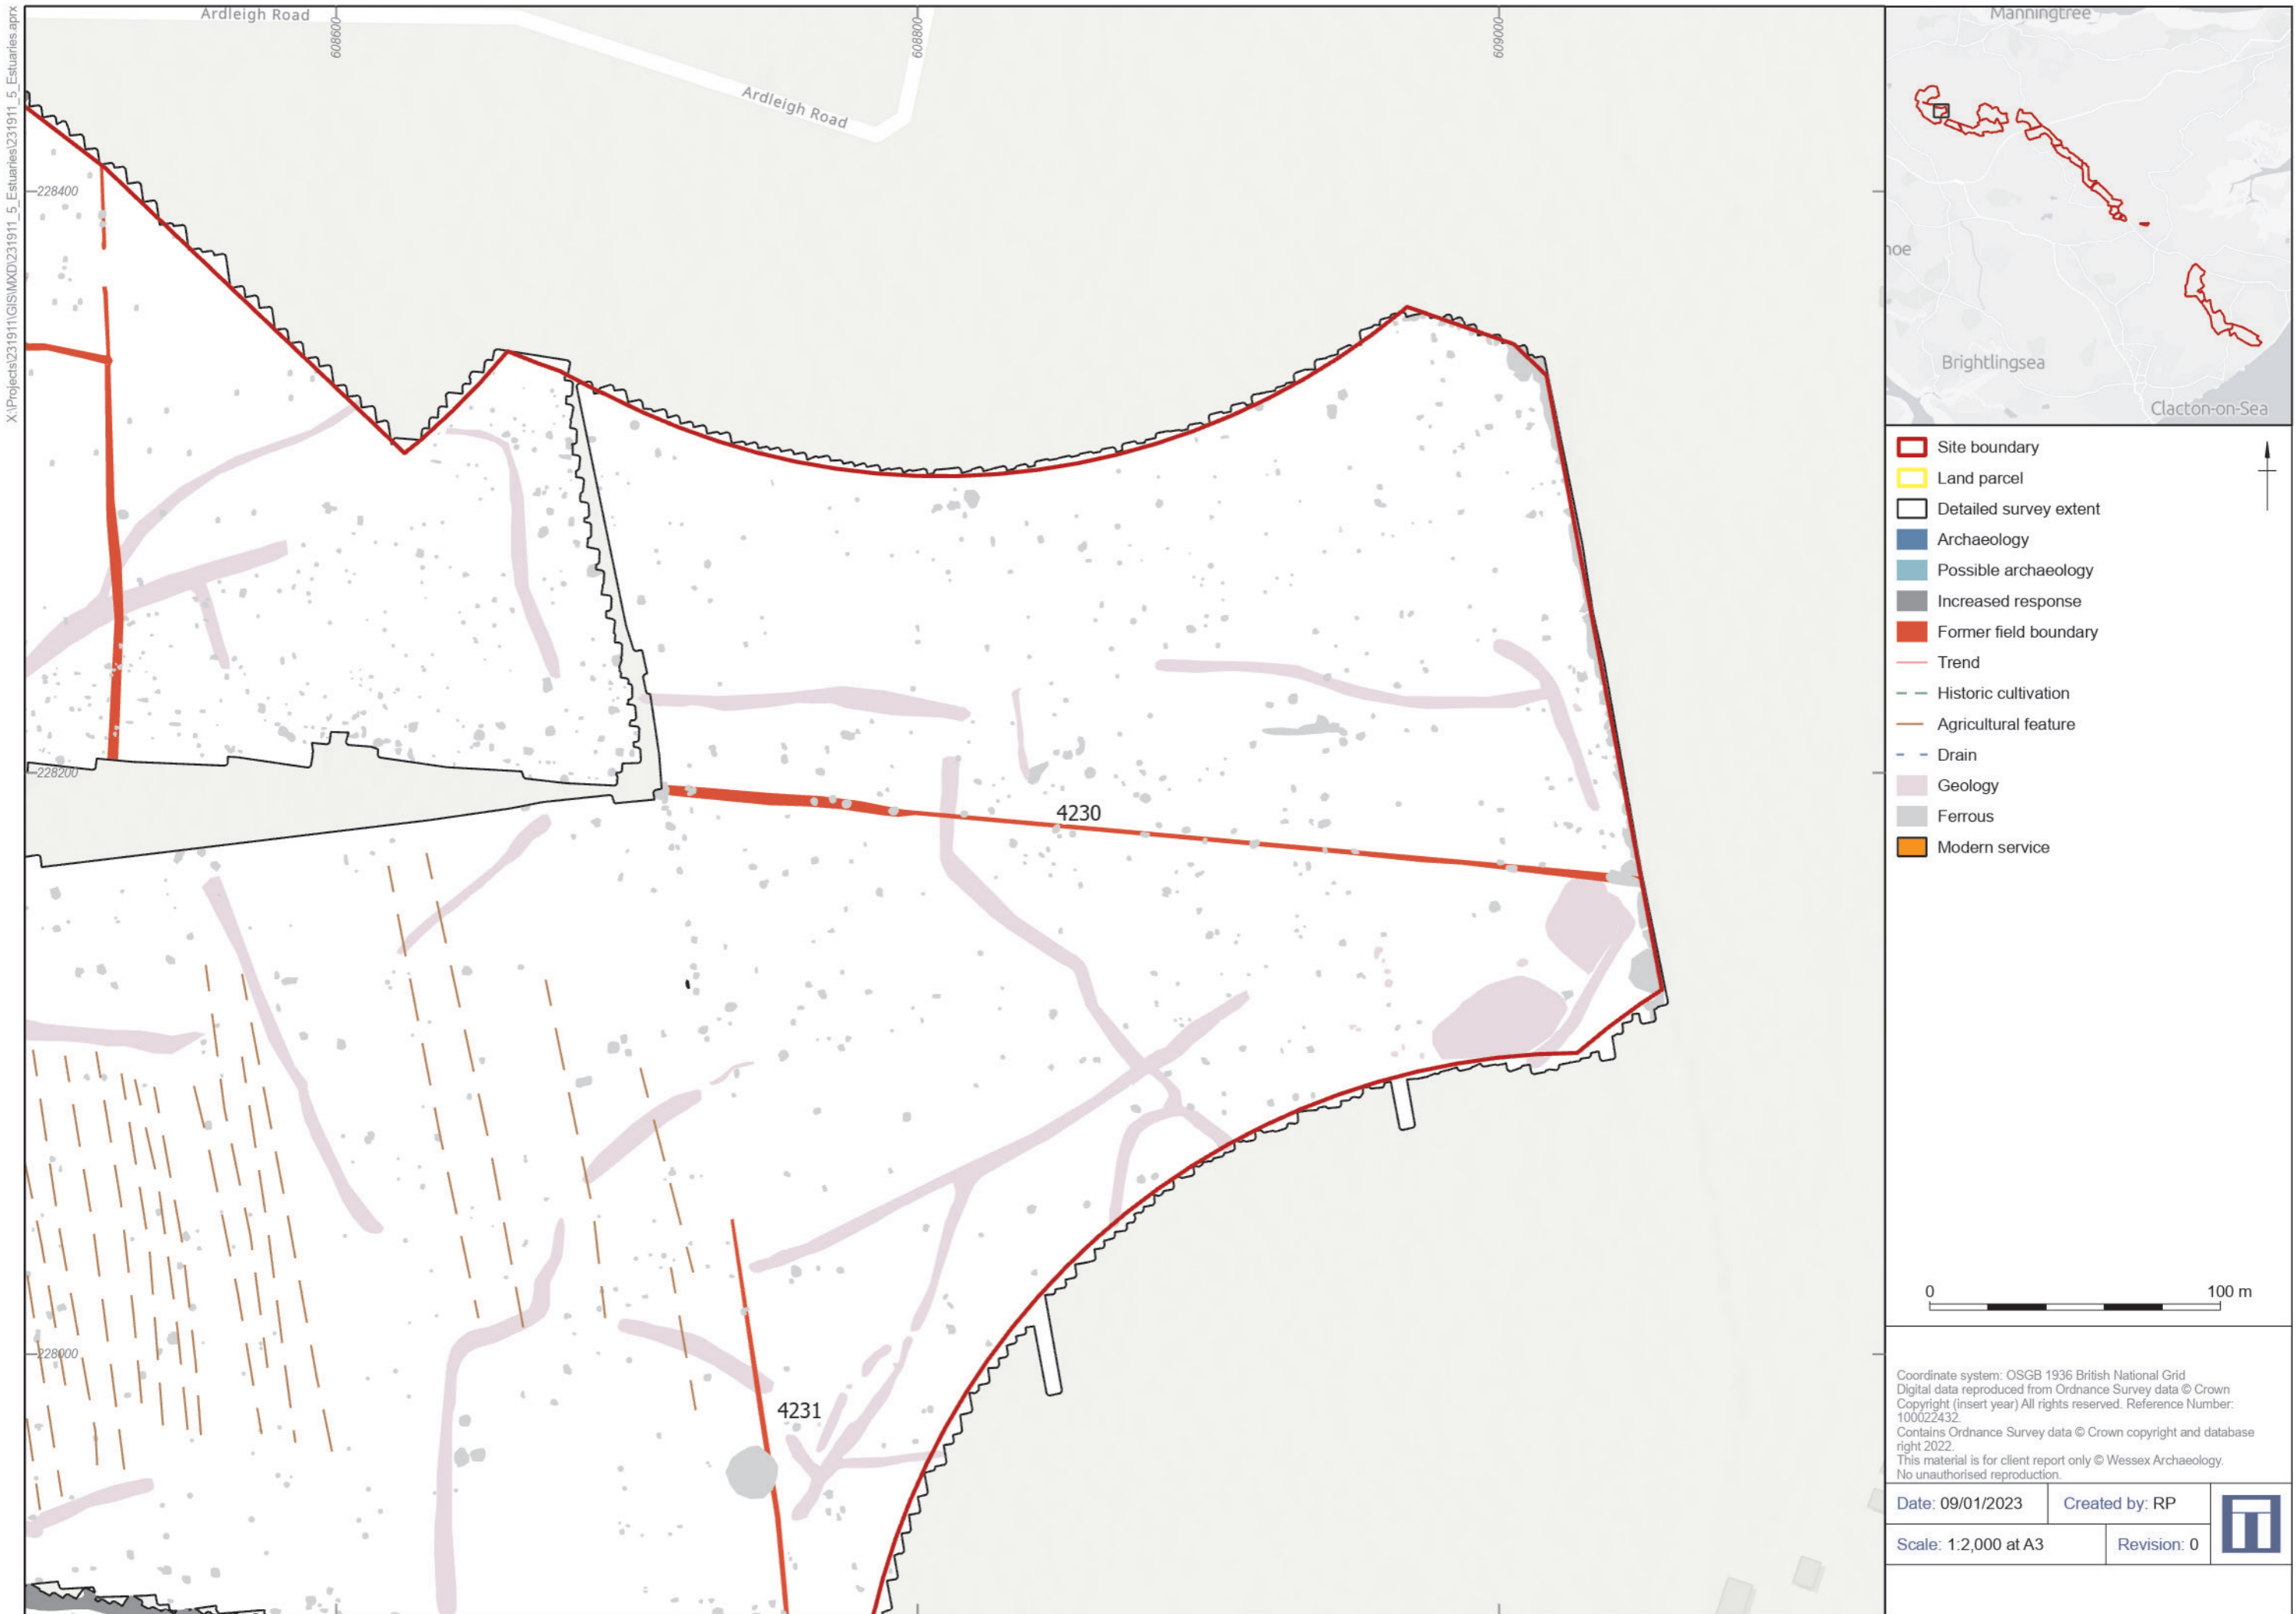 X:\Projects\231911\GIS\MXD\231911_5_Estuaries\231911_5_Estuaries.aprx
Ardleigh Road
Ardleigh Road
608600
608800
609000
228400
228200
228000
4230
4231
Manningtree
hoe
Brightlingsea
Clacton-on-Sea
Site boundary
Land parcel
Detailed survey extent
Archaeology
Possible archaeology
Increased response
Former field boundary
Trend
Historic cultivation
Agricultural feature
Drain
Geology
Ferrous
Modern service
0 100 m
Coordinate system: OSGB 1936 British National Grid
Digital data reproduced from Ordnance Survey data © Crown
Copyright (insert year) All rights reserved. Reference Number:
100022432.
Contains Ordnance Survey data © Crown copyright and database
right 2022.
This material is for client report only © Wessex Archaeology.
No unauthorised reproduction.
Date: 09/01/2023
Created by: RP
Scale: 1:2,000 at A3
Revision: 0